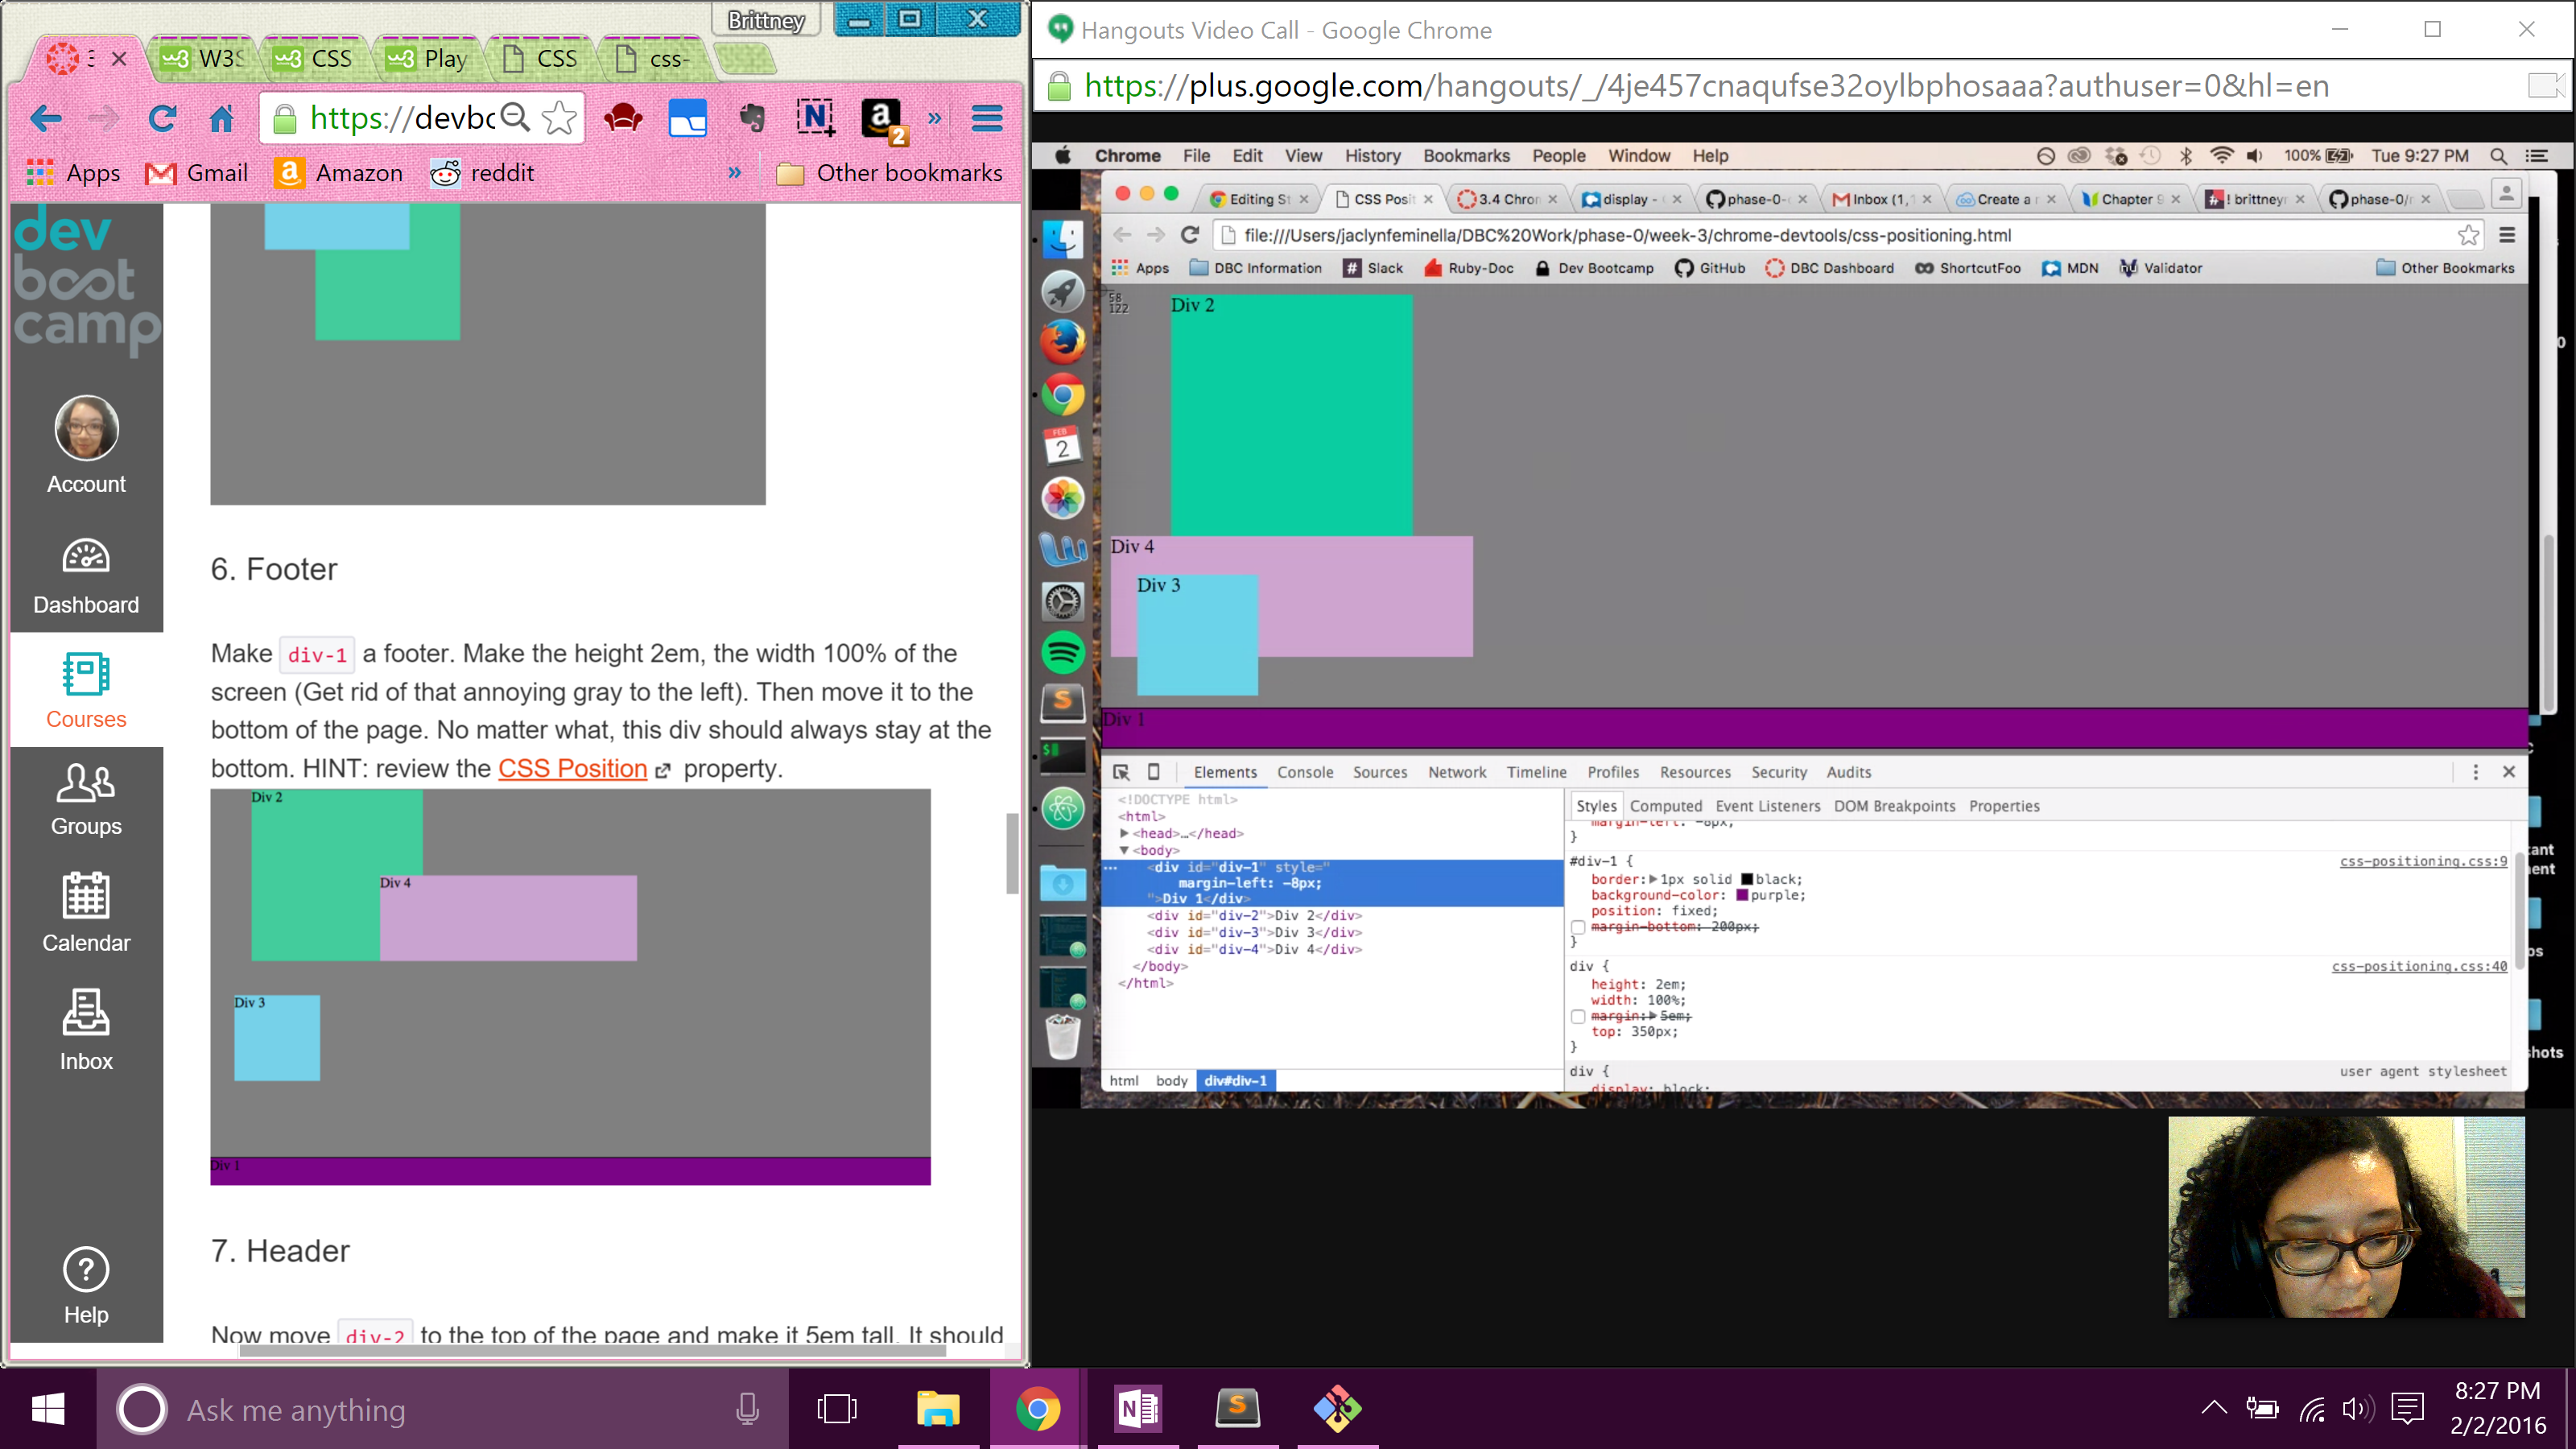 Brittney
W3S
CSS
Play
CSS
css-
https://devbc
2
Apps
Gmail
Amazon
reddit
Other bookmarks
dev
bootcamp
Account
Dashboard
Courses
Groups
Calendar
Inbox
Help
6. Footer
Make div-1 a footer. Make the height 2em, the width 100% of the
screen (Get rid of that annoying gray to the left). Then move it to the
bottom of the page. No matter what, this div should always stay at the
bottom. HINT: review the CSS Position property.
Div 2
Div 4
Div 3
Div 1
7. Header
Now move div-2 to the top of the page and make it 5em tall. It should
Hangouts Video Call - Google Chrome
https://plus.google.com/hangouts/_/4je457cnaqufse32oylbphosaaa?authuser=0&hl=en
Chrome File Edit View History Bookmarks People Window Help
100% Tue 9:27 PM
Editing St
CSS Posit
3.4 Chron
display -
phase-0-
Inbox (1,1
Create a
Chapter 9
! brittney
phase-0/r
file:///Users/jaclynfeminella/DBC%20Work/phase-0/week-3/chrome-devtools/css-positioning.html
Apps DBC Information Slack Ruby-Doc Dev Bootcamp GitHub DBC Dashboard ShortcutFoo MDN Validator Other Bookmarks
58
122
Div 2
Div 4
Div 3
Div 1
FEB
2
Elements Console Sources Network Timeline Profiles Resources Security Audits
<!DOCTYPE html>
<html>
<head>…</head>
<body>
<div id="div-1" style="
margin-left: -8px;
">Div 1</div>
<div id="div-2">Div 2</div>
<div id="div-3">Div 3</div>
<div id="div-4">Div 4</div>
</body>
</html>
html body div#div-1
Styles Computed Event Listeners DOM Breakpoints Properties
margin-left: -8px;
}
#div-1 { css-positioning.css:9
border: 1px solid black;
background-color: purple;
position: fixed;
margin-bottom: 200px;
}
div { css-positioning.css:40
height: 2em;
width: 100%;
margin: 5em;
top: 350px;
}
div { user agent stylesheet
display: block;
tant
ent
os
hots
Ask me anything
8:27 PM
2/2/2016